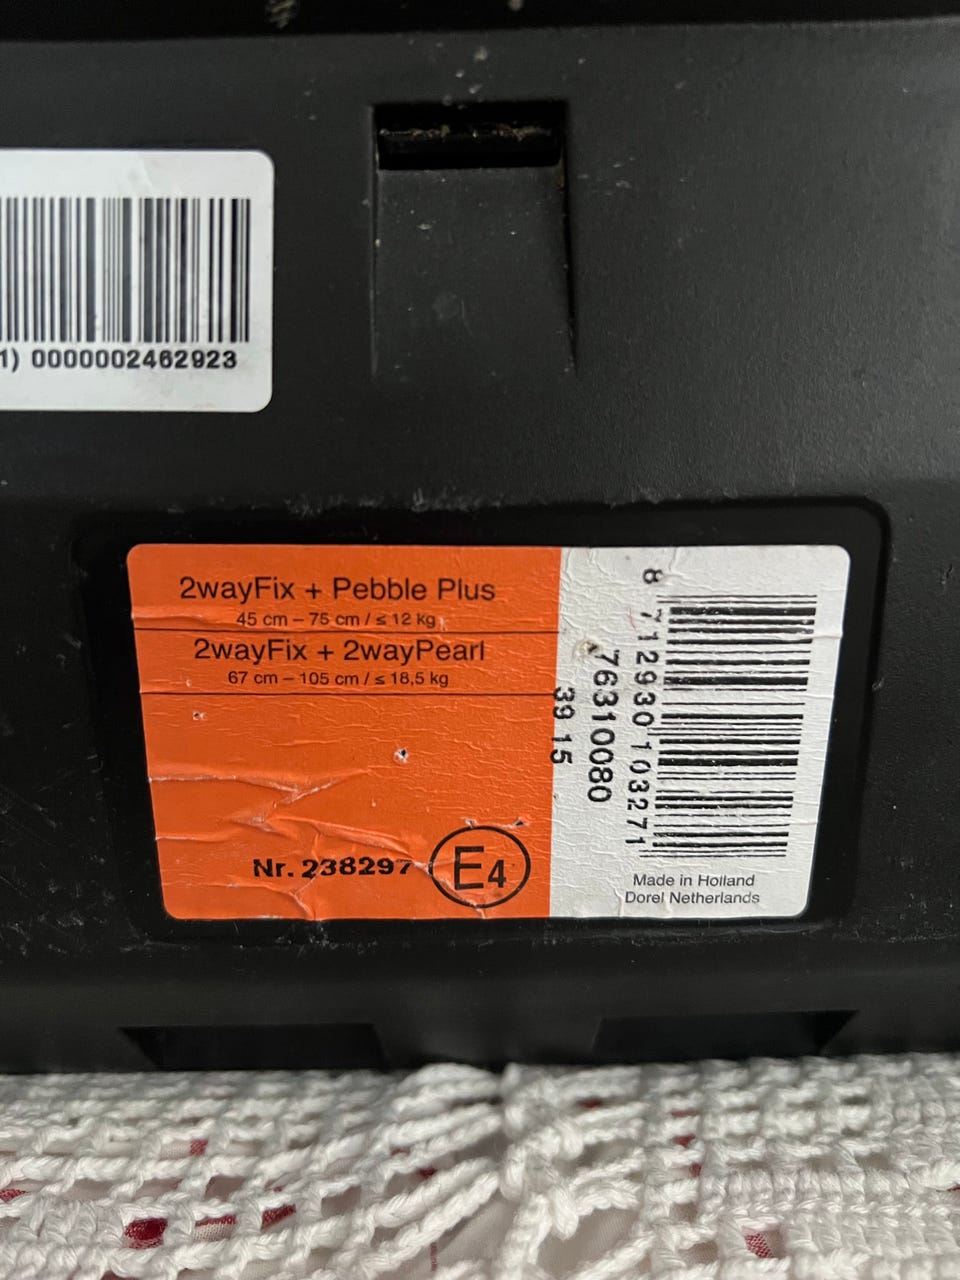 1) 0000002462923
2wayFix + Pebble Plus
45 cm – 75 cm / ≤ 12 kg
2wayFix + 2wayPearl
67 cm – 105 cm / ≤ 18,5 kg
Nr. 238297 E4
39 15
76310080
8 712930 103271
Made in Holland
Dorel Netherlands